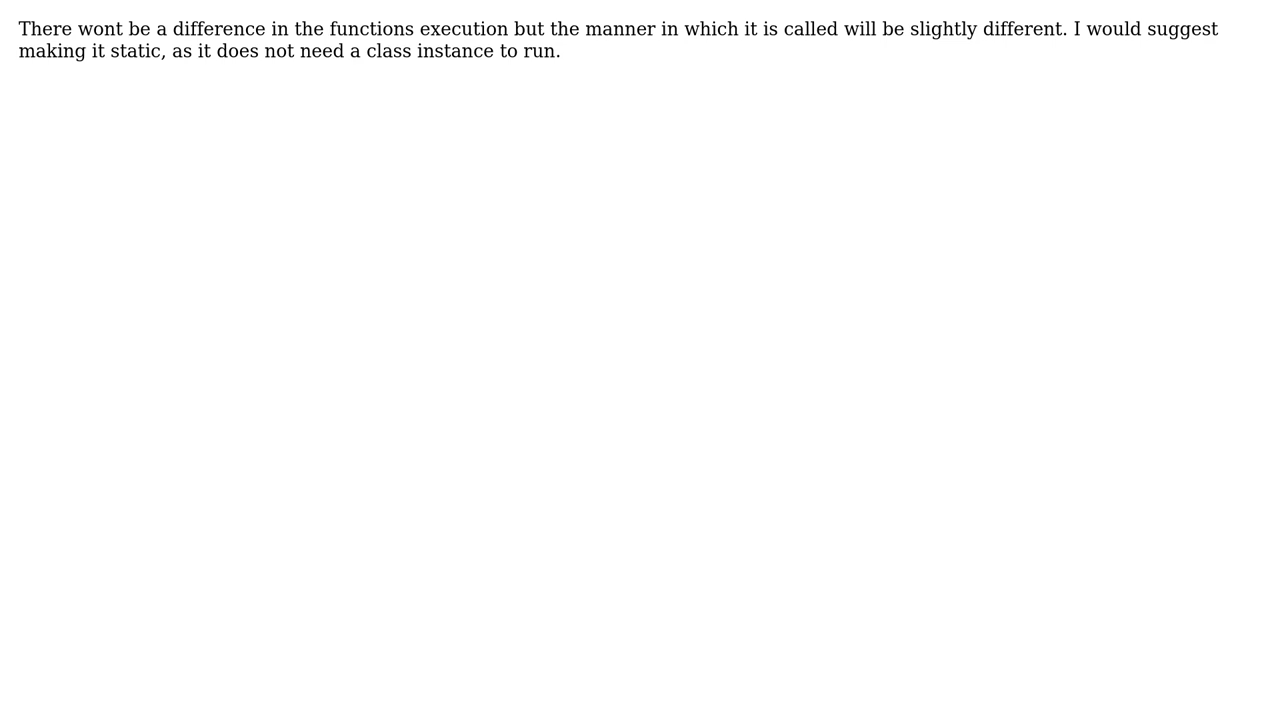 There wont be a difference in the functions execution but the manner in which it is called will be slightly different. I would suggest
making it static, as it does not need a class instance to run.